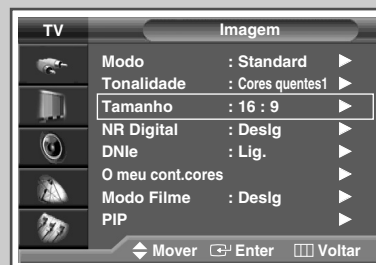 TV Imagem
Modo : Standard
Tonalidade : Cores quentes1
Tamanho : 16 : 9
NR Digital : Deslg
DNIe : Lig.
O meu cont.cores
Modo Filme : Deslg
PIP
Mover Enter Voltar